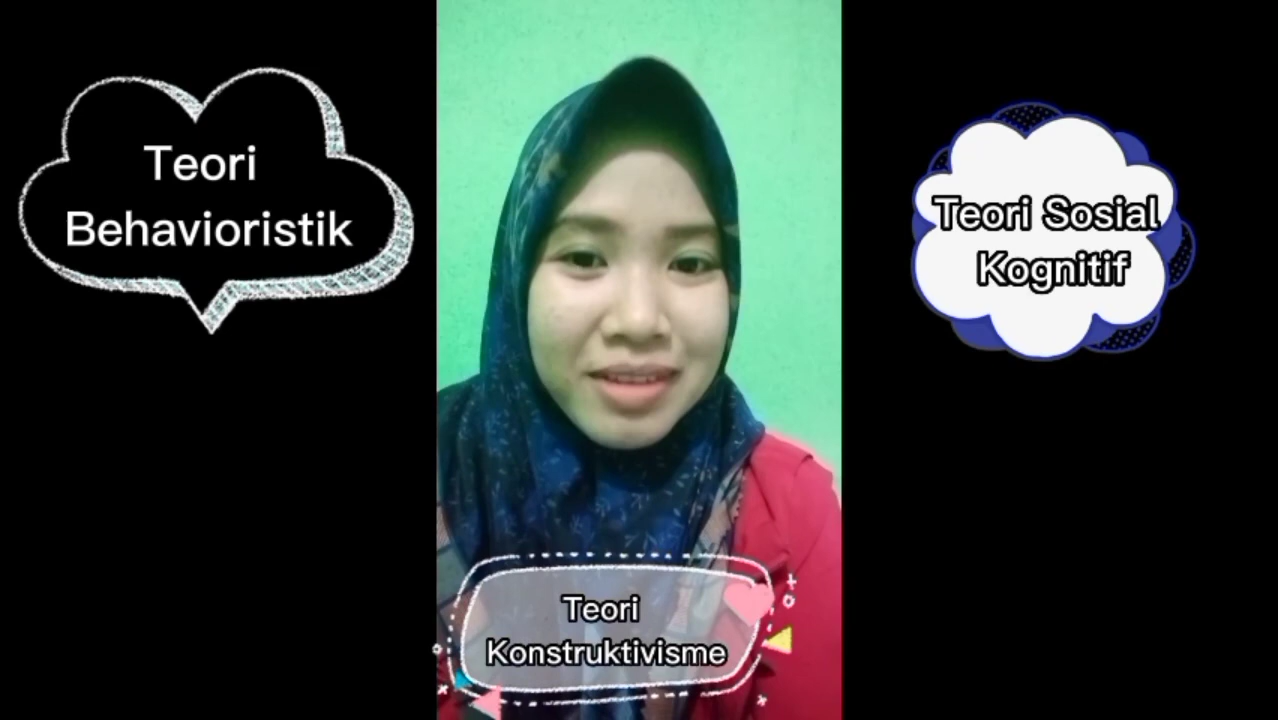 Teori
Behavioristik
Teori Sosial
Kognitif
Teori
Konstruktivisme